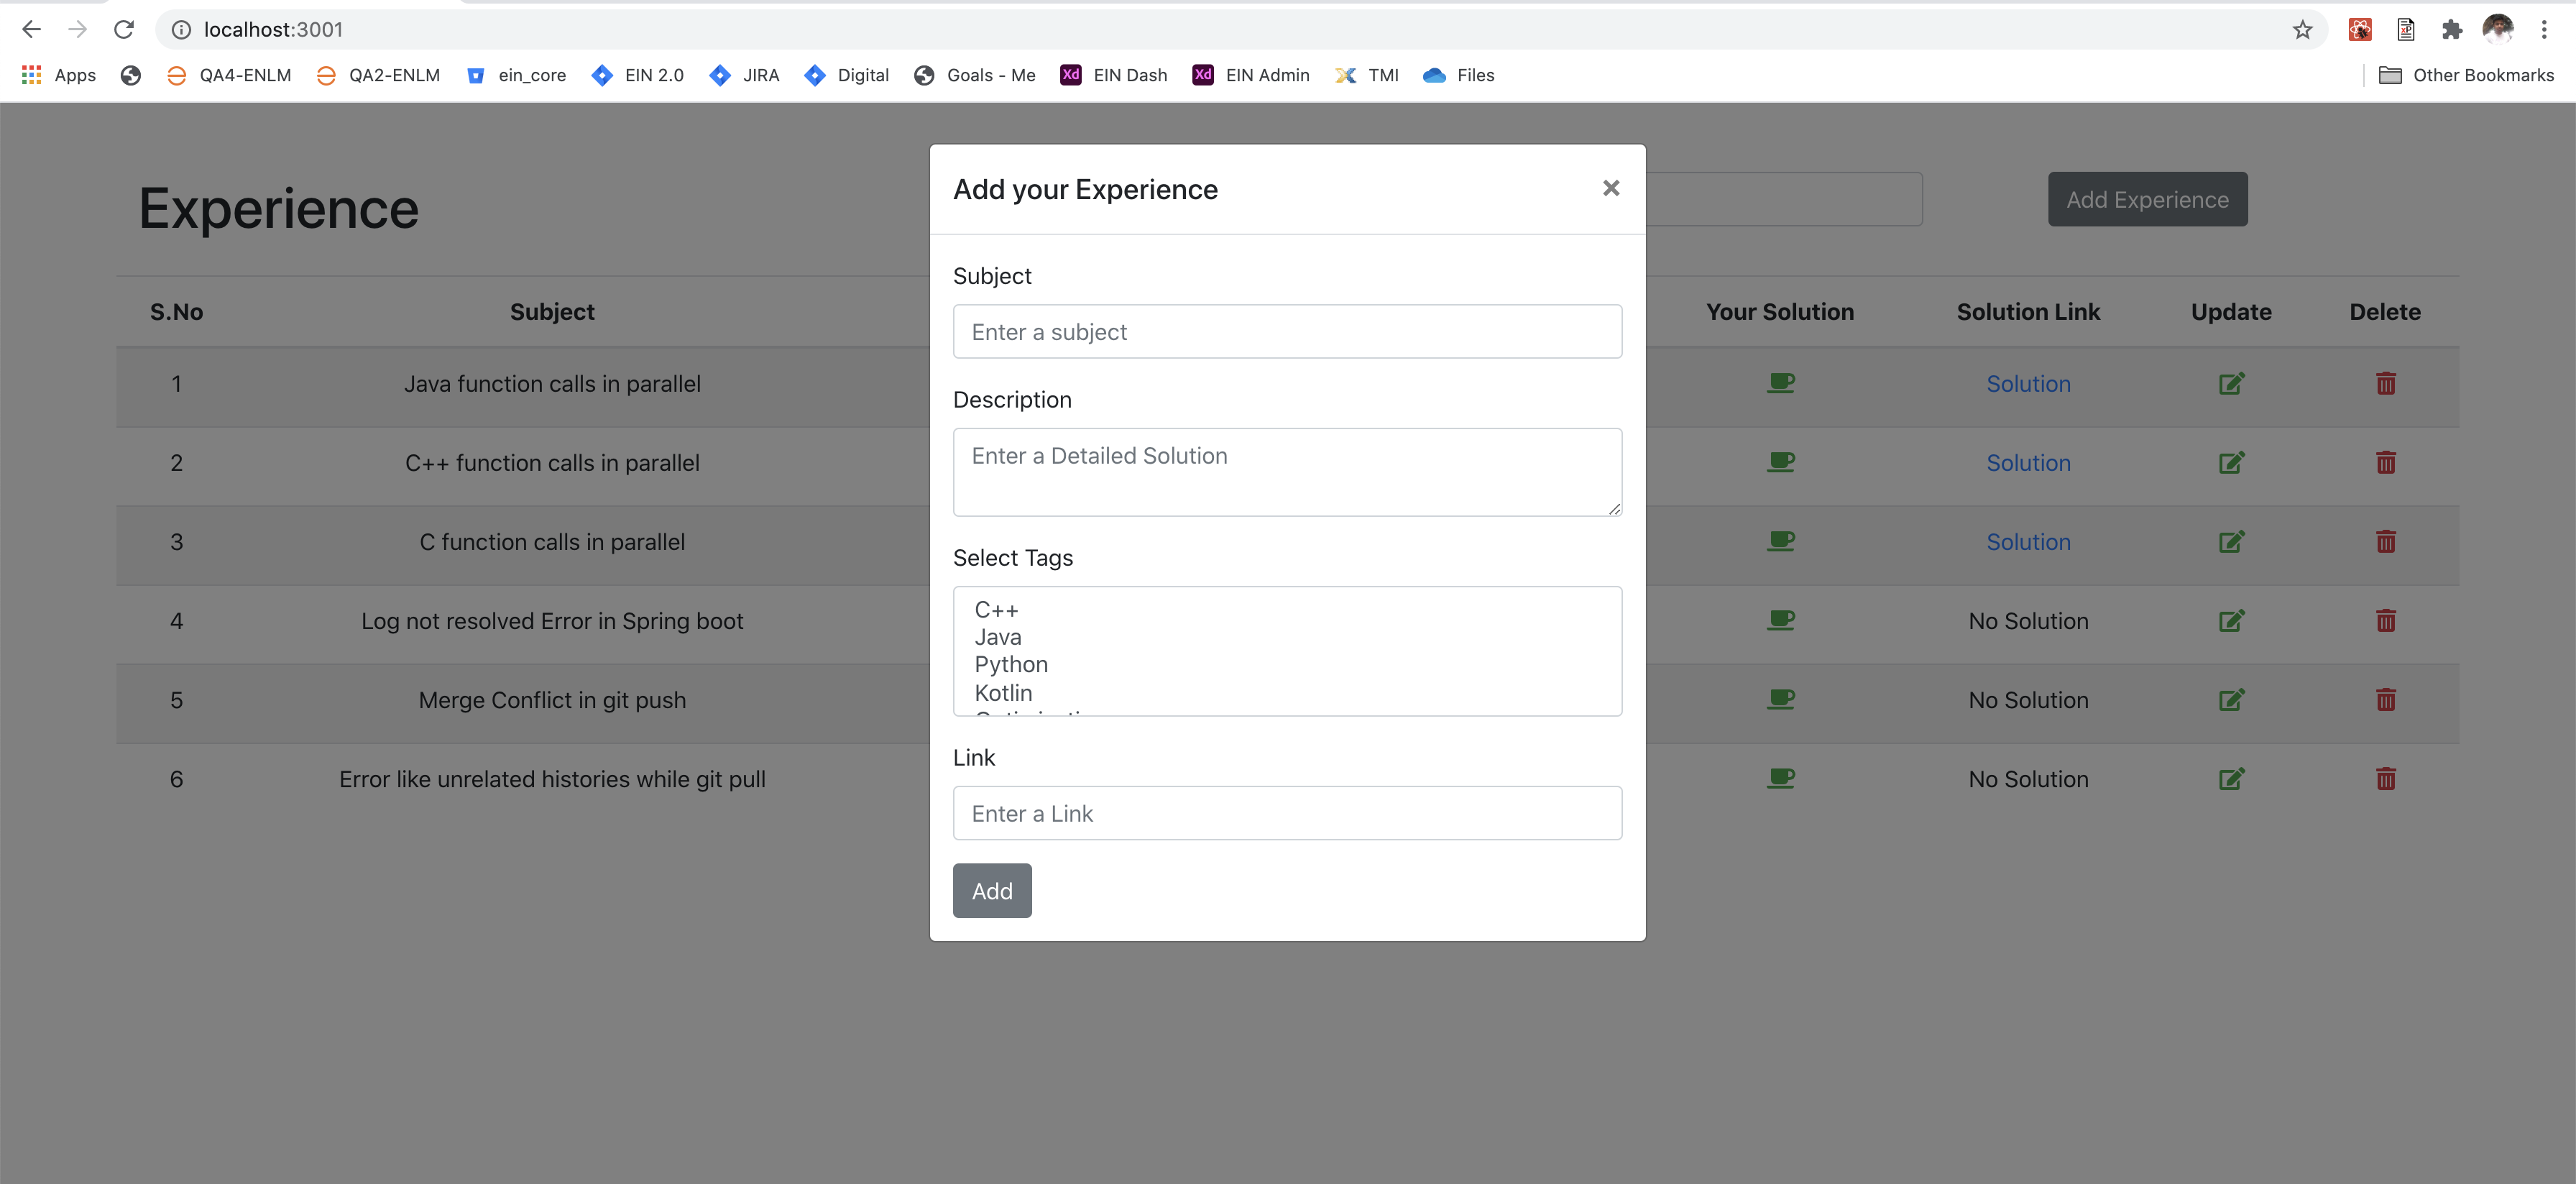 localhost:3001
Apps QA4-ENLM QA2-ENLM ein_core EIN 2.0 JIRA Digital Goals - Me Xd EIN Dash Xd EIN Admin TMI Files Other Bookmarks
Experience
Add Experience
S.No Subject Your Solution Solution Link Update Delete
1 Java function calls in parallel Solution
2 C++ function calls in parallel Solution
3 C function calls in parallel Solution
4 Log not resolved Error in Spring boot No Solution
5 Merge Conflict in git push No Solution
6 Error like unrelated histories while git pull No Solution
Add your Experience ×
Subject
Enter a subject
Description
Enter a Detailed Solution
Select Tags
C++
Java
Python
Kotlin
Link
Enter a Link
Add